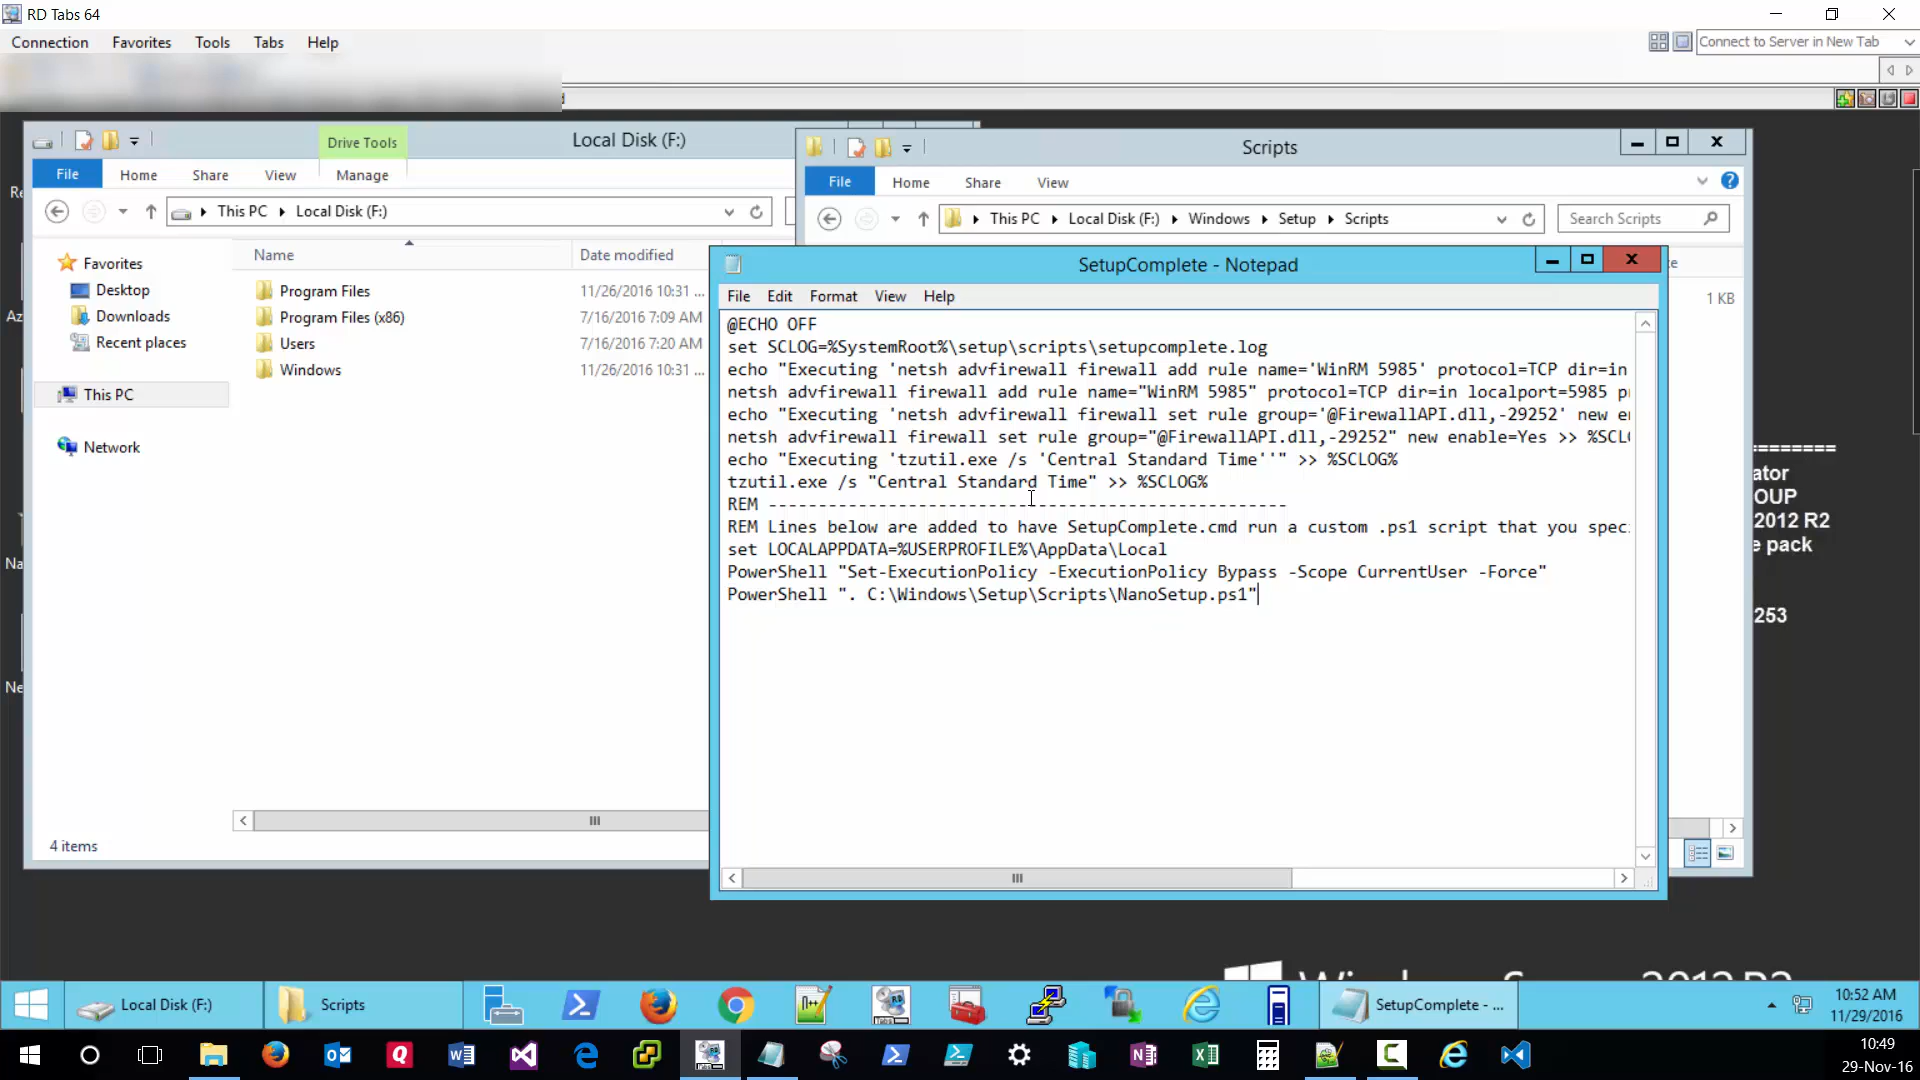 RD Tabs 64
Connection Favorites Tools Tabs Help
Connect to Server in New Tab
Drive Tools
Local Disk (F:)
File Home Share View Manage
This PC Local Disk (F:)
Favorites
Desktop
Downloads
Recent places
This PC
Network
Name Date modified
Program Files 11/26/2016 10:31 ...
Program Files (x86) 7/16/2016 7:09 AM
Users 7/16/2016 7:20 AM
Windows 11/26/2016 10:31 ...
4 items
Scripts
File Home Share View
This PC Local Disk (F:) Windows Setup Scripts
Search Scripts
1 KB
SetupComplete - Notepad
File Edit Format View Help
@ECHO OFF
set SCLOG=%SystemRoot%\setup\scripts\setupcomplete.log
echo "Executing 'netsh advfirewall firewall add rule name='WinRM 5985' protocol=TCP dir=in
netsh advfirewall firewall add rule name="WinRM 5985" protocol=TCP dir=in localport=5985 p
echo "Executing 'netsh advfirewall firewall set rule group='@FirewallAPI.dll,-29252' new e
netsh advfirewall firewall set rule group="@FirewallAPI.dll,-29252" new enable=Yes >> %SCL
echo "Executing 'tzutil.exe /s 'Central Standard Time''" >> %SCLOG%
tzutil.exe /s "Central Standard Time" >> %SCLOG%
REM ----------------------------------------------------
REM Lines below are added to have SetupComplete.cmd run a custom .ps1 script that you spec
set LOCALAPPDATA=%USERPROFILE%\AppData\Local
PowerShell "Set-ExecutionPolicy -ExecutionPolicy Bypass -Scope CurrentUser -Force"
PowerShell ". C:\Windows\Setup\Scripts\NanoSetup.ps1"
========
ator
OUP
2012 R2
e pack
253
Local Disk (F:)
Scripts
SetupComplete - ...
10:52 AM
11/29/2016
10:49
29-Nov-16